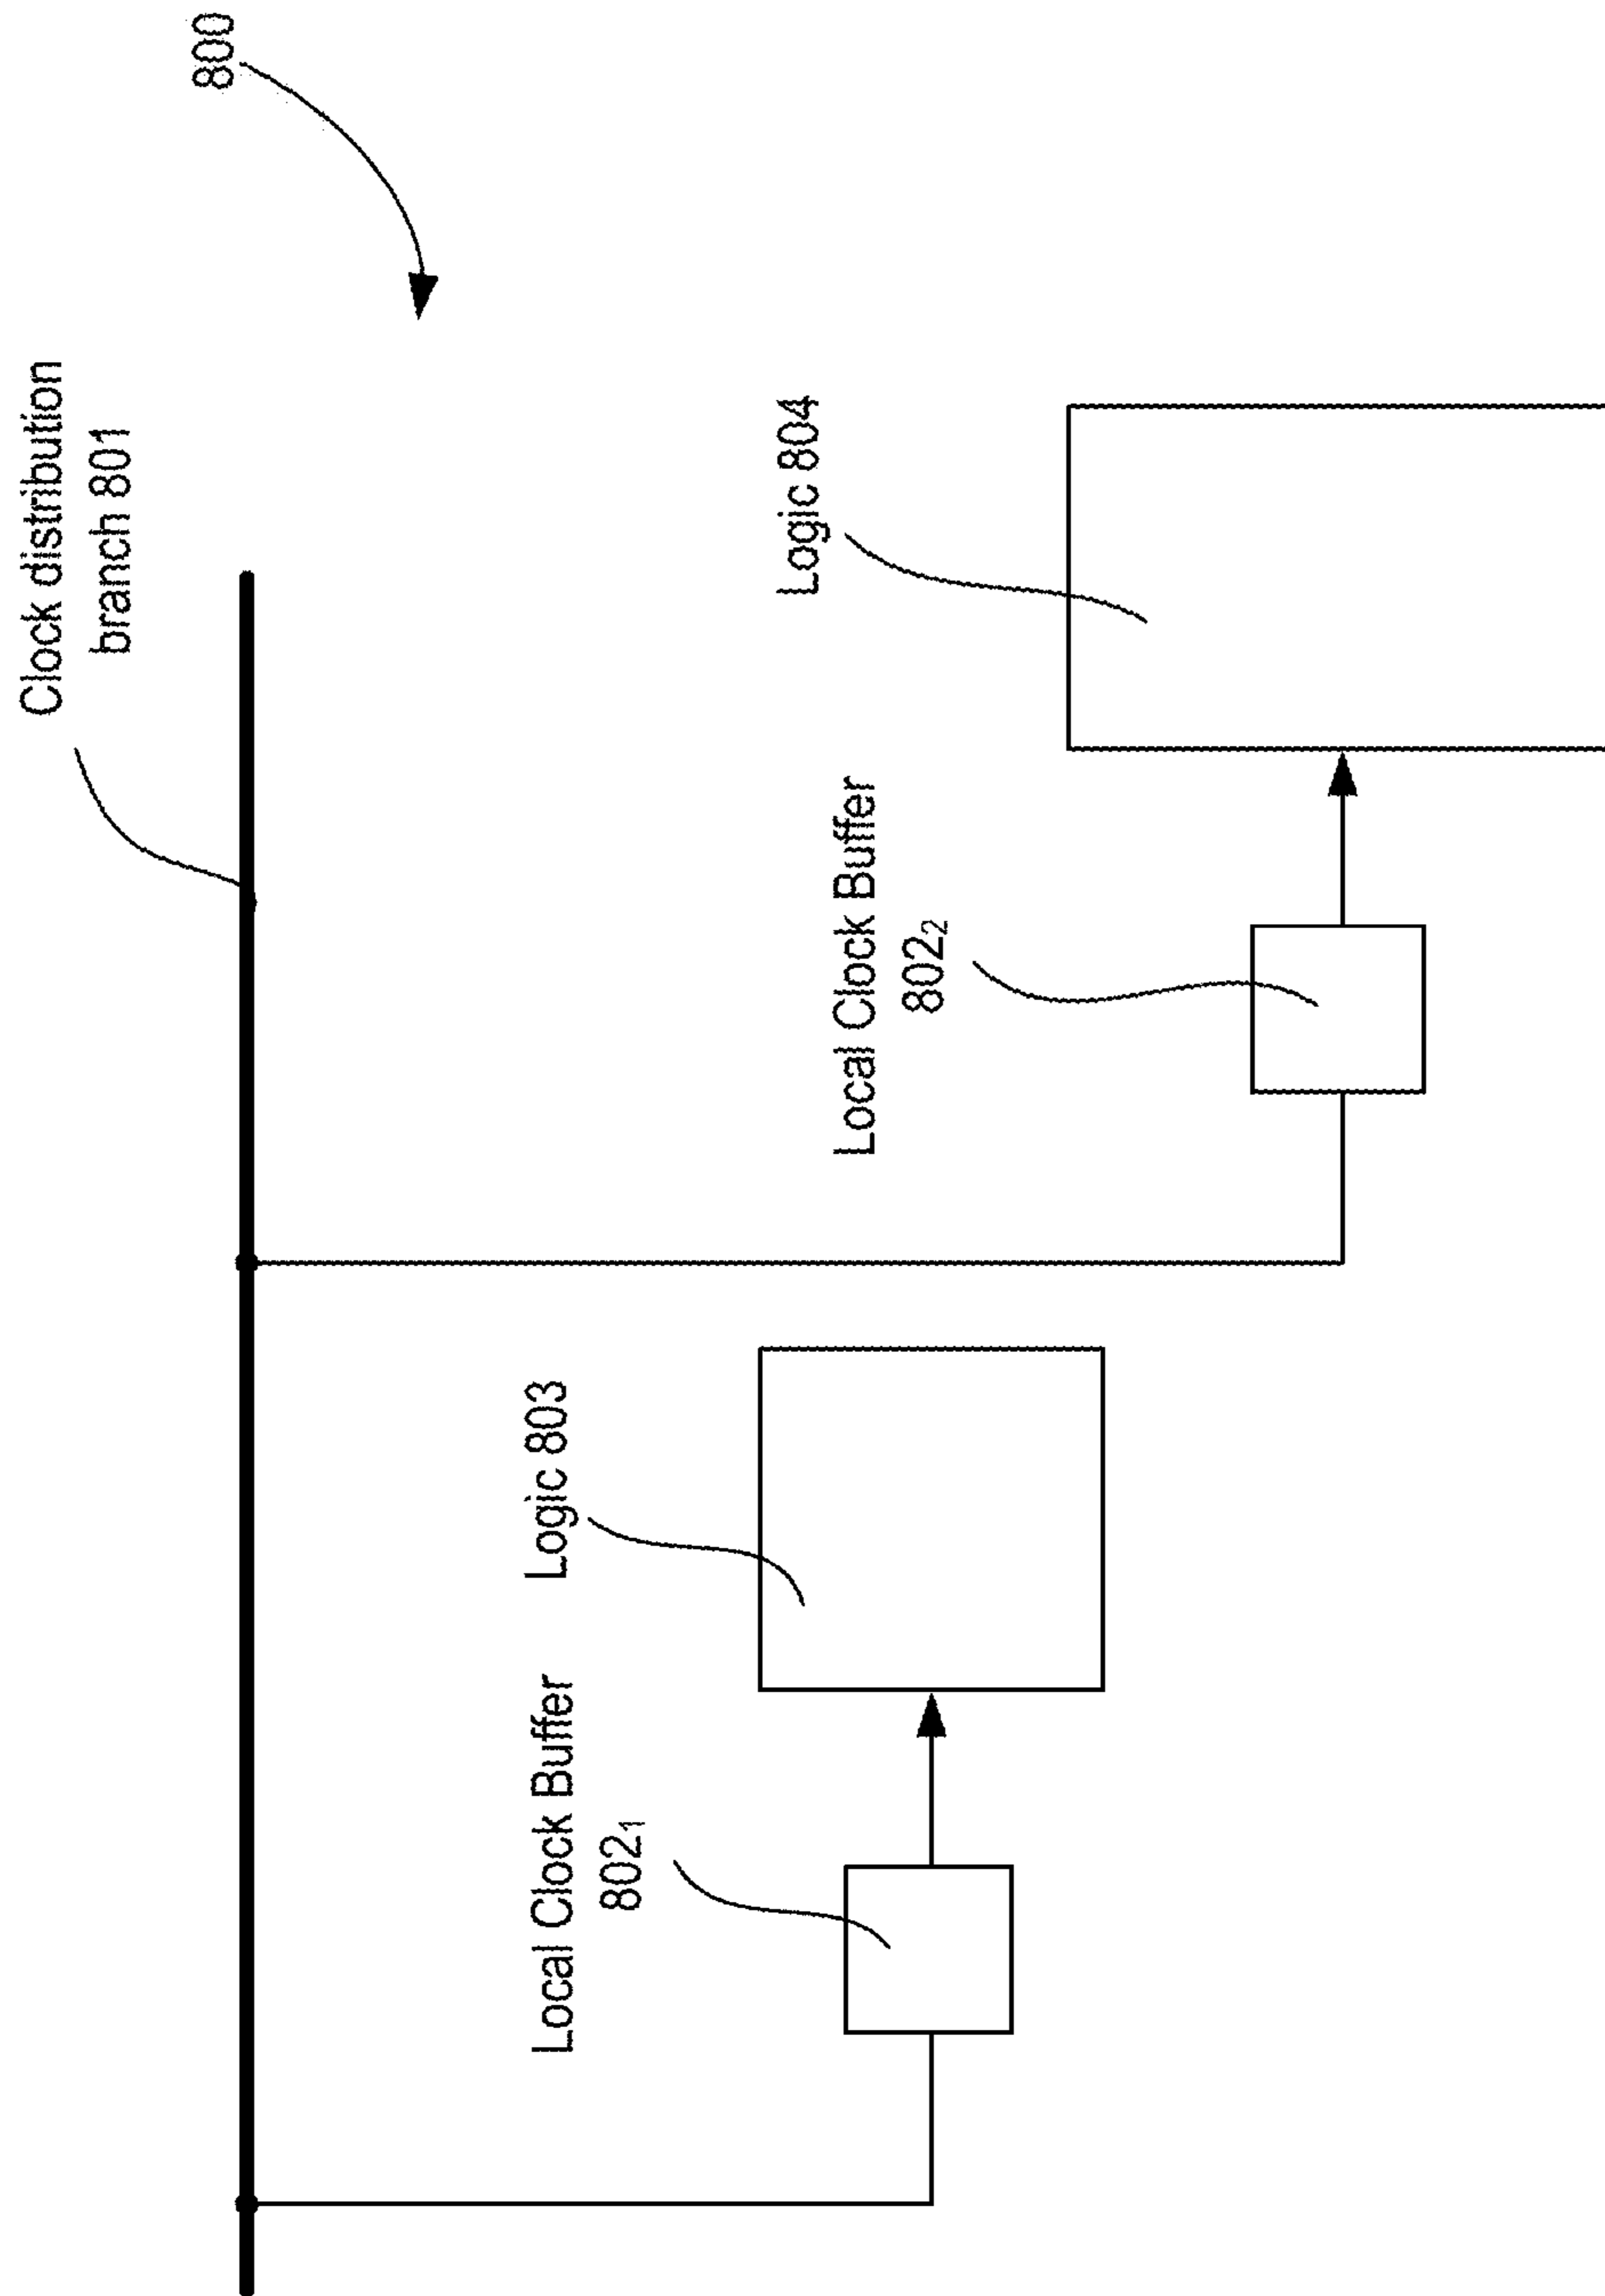 800
Clock distribution
branch 801
Local Clock Buffer
802₁
Logic 803
Local Clock Buffer
802₂
Logic 804